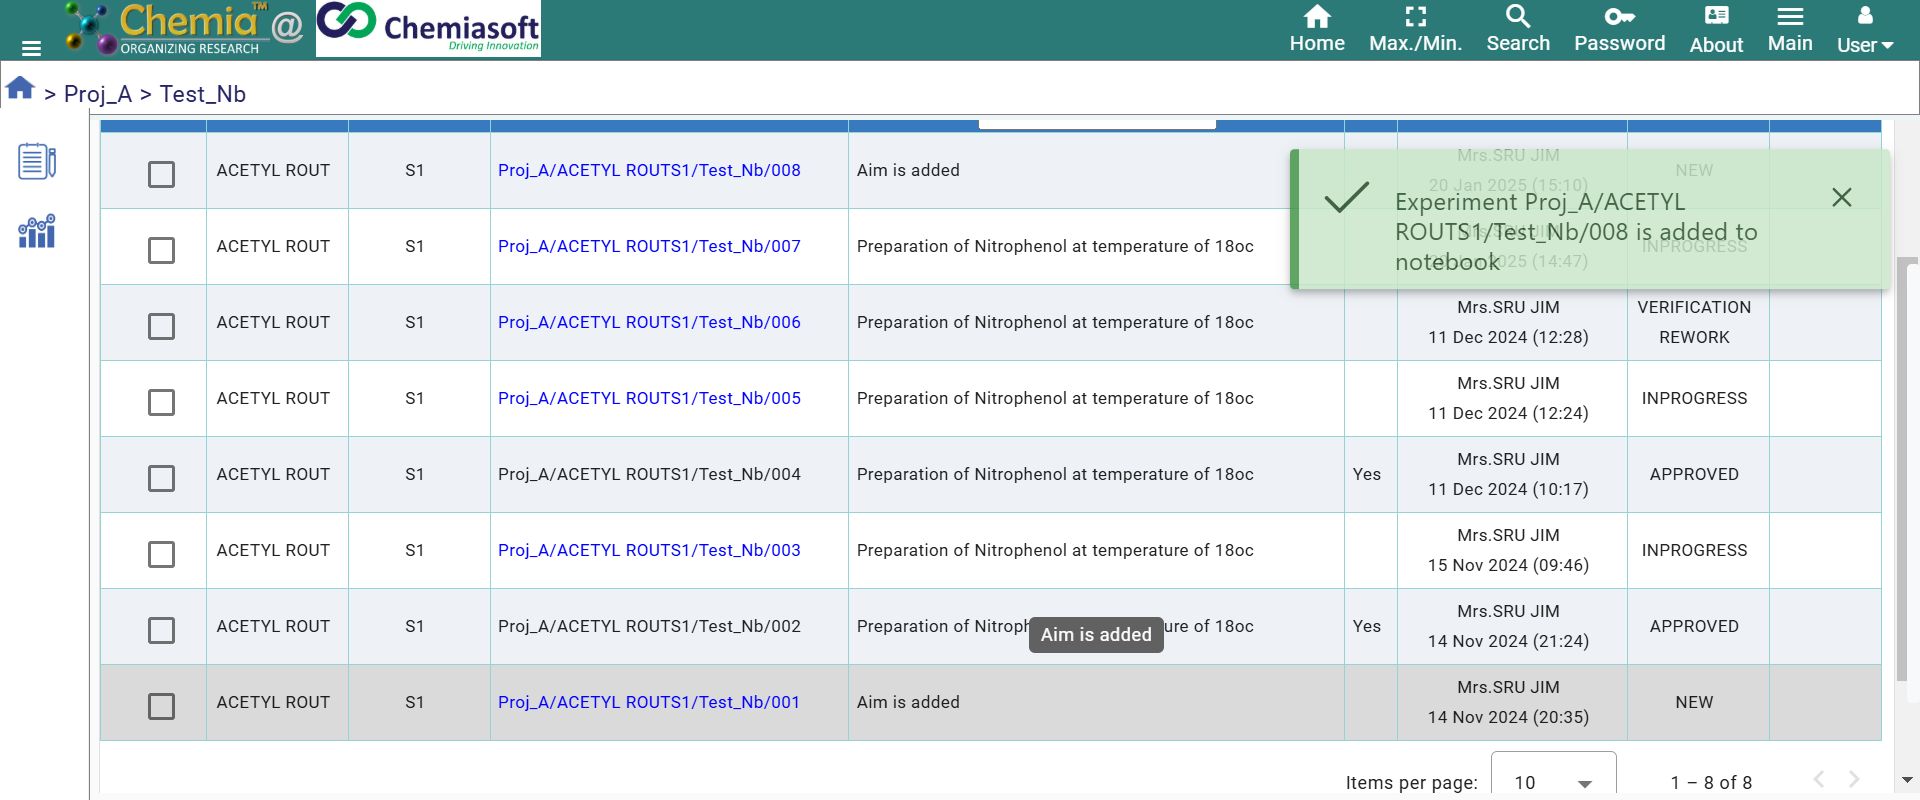 Chemia™ @
ORGANIZING RESEARCH
Chemiasoft
Driving Innovation
Home Max./Min. Search Password About Main User
> Proj_A > Test_Nb
ACETYL ROUT S1 Proj_A/ACETYL ROUTS1/Test_Nb/008 Aim is added Mrs.SRU JIM NEW
20 Jan 2025 (15:10)
Experiment Proj_A/ACETYL
ROUTS1/Test_Nb/008 is added to
notebook
ACETYL ROUT S1 Proj_A/ACETYL ROUTS1/Test_Nb/007 Preparation of Nitrophenol at temperature of 18oc INPROGRESS
2025 (14:47)
ACETYL ROUT S1 Proj_A/ACETYL ROUTS1/Test_Nb/006 Preparation of Nitrophenol at temperature of 18oc Mrs.SRU JIM VERIFICATION
11 Dec 2024 (12:28) REWORK
ACETYL ROUT S1 Proj_A/ACETYL ROUTS1/Test_Nb/005 Preparation of Nitrophenol at temperature of 18oc Mrs.SRU JIM INPROGRESS
11 Dec 2024 (12:24)
ACETYL ROUT S1 Proj_A/ACETYL ROUTS1/Test_Nb/004 Preparation of Nitrophenol at temperature of 18oc Yes Mrs.SRU JIM APPROVED
11 Dec 2024 (10:17)
ACETYL ROUT S1 Proj_A/ACETYL ROUTS1/Test_Nb/003 Preparation of Nitrophenol at temperature of 18oc Mrs.SRU JIM INPROGRESS
15 Nov 2024 (09:46)
ACETYL ROUT S1 Proj_A/ACETYL ROUTS1/Test_Nb/002 Preparation of of 18oc Yes Mrs.SRU JIM APPROVED
14 Nov 2024 (21:24)
Aim is added
ACETYL ROUT S1 Proj_A/ACETYL ROUTS1/Test_Nb/001 Aim is added Mrs.SRU JIM NEW
14 Nov 2024 (20:35)
Items per page: 10 1 – 8 of 8